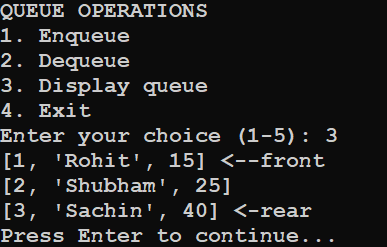 QUEUE OPERATIONS
1. Enqueue
2. Dequeue
3. Display queue
4. Exit
Enter your choice (1-5): 3
[1, 'Rohit', 15] <--front
[2, 'Shubham', 25]
[3, 'Sachin', 40] <-rear
Press Enter to continue...